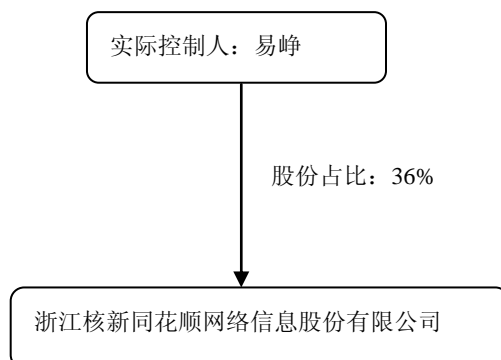 实际控制人：易峥
股份占比：36%
浙江核新同花顺网络信息股份有限公司